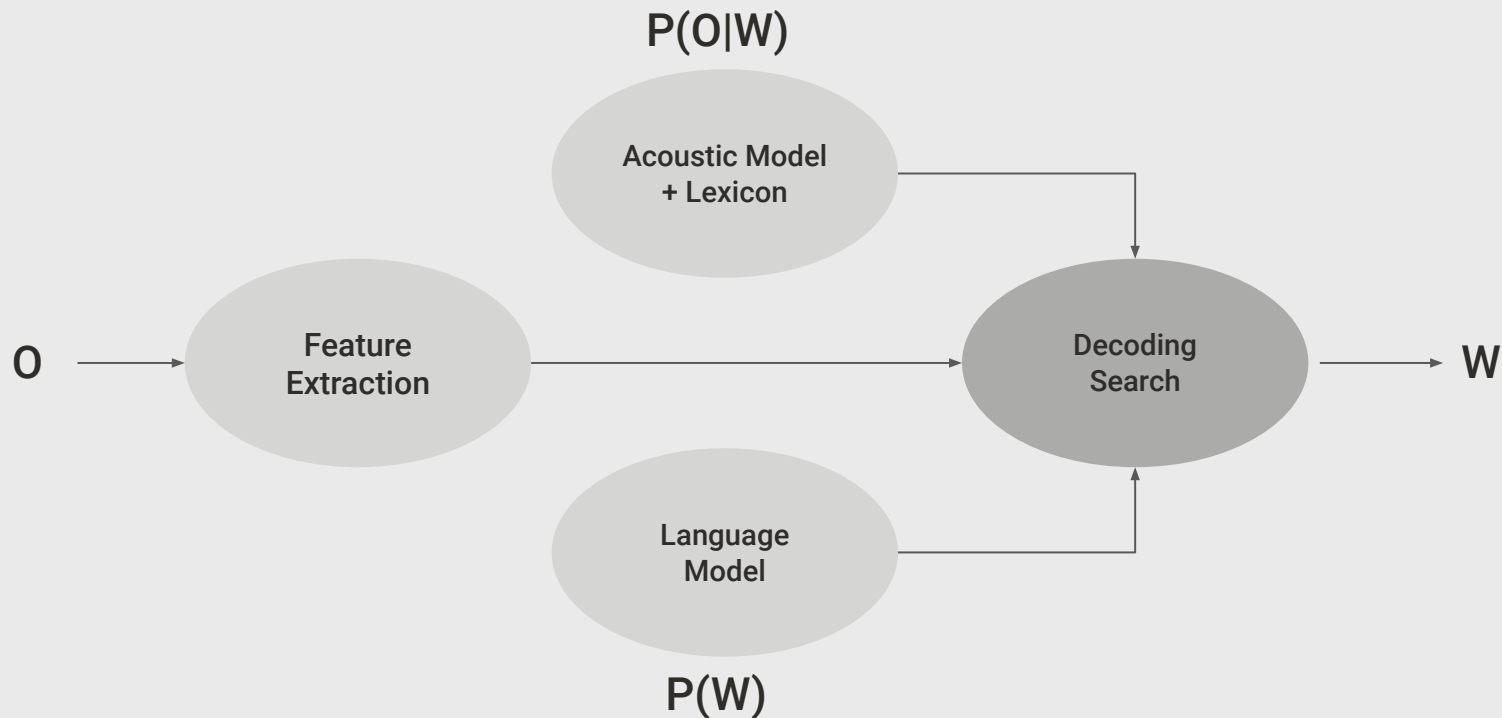 P(O|W)
Acoustic Model
+ Lexicon
O
Feature
Extraction
Decoding
Search
W
Language
Model
P(W)